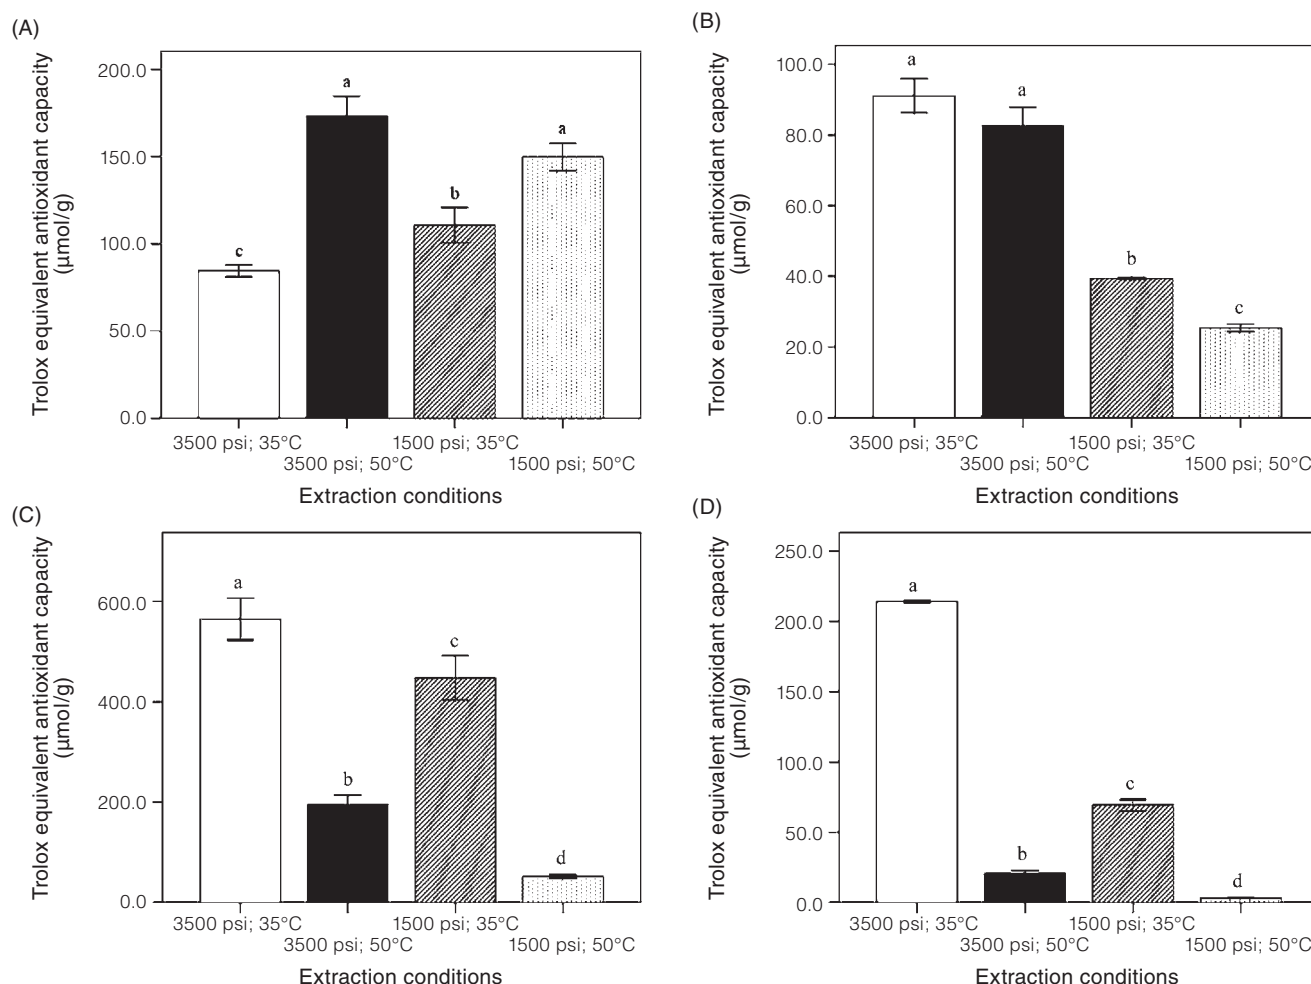 (A)
Trolox equivalent antioxidant capacity
(µmol/g)
200.0
150.0
100.0
50.0
0.0
c
a
b
a
3500 psi; 35°C
3500 psi; 50°C
1500 psi; 35°C
1500 psi; 50°C
Extraction conditions
(B)
Trolox equivalent antioxidant capacity
(µmol/g)
100.0
80.0
60.0
40.0
20.0
0.0
a
a
b
c
3500 psi; 35°C
3500 psi; 50°C
1500 psi; 35°C
1500 psi; 50°C
Extraction conditions
(C)
Trolox equivalent antioxidant capacity
(µmol/g)
600.0
400.0
200.0
0.0
a
b
c
d
3500 psi; 35°C
3500 psi; 50°C
1500 psi; 35°C
1500 psi; 50°C
Extraction conditions
(D)
Trolox equivalent antioxidant capacity
(µmol/g)
250.0
200.0
150.0
100.0
50.0
0.0
a
b
c
d
3500 psi; 35°C
3500 psi; 50°C
1500 psi; 35°C
1500 psi; 50°C
Extraction conditions